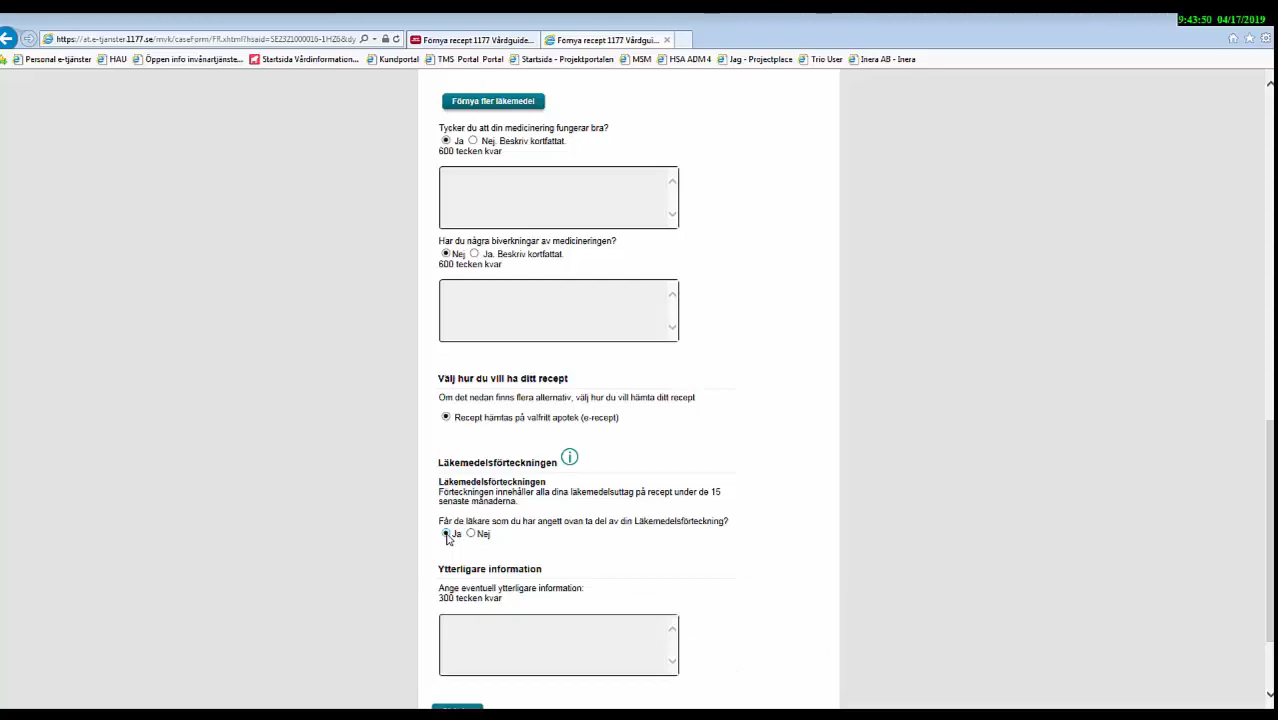 9:43:50 04/17/2019
https://at.e-tjanster.1177.se/mvk/caseForm/FR.xhtml?hsaid=SE2321000016-1HZ6&dy
Förnya recept 1177 Vårdguide...
Förnya recept 1177 Vårdgui...
Personal e-tjänster
HAU
Öppen info invånartjänste...
Startsida Vårdinformation...
Kundportal
TMS Portal Portal
Startsida - Projektportalen
MSM
HSA ADM 4
Jag - Projectplace
Trio User
Inera AB - Inera
Förnya fler läkemedel
Tycker du att din medicinering fungerar bra?
Ja Nej. Beskriv kortfattat.
600 tecken kvar
Har du några biverkningar av medicineringen?
Nej Ja. Beskriv kortfattat.
600 tecken kvar
Välj hur du vill ha ditt recept
Om det nedan finns flera alternativ, välj hur du vill hämta ditt recept
Recept hämtas på valfritt apotek (e-recept)
Läkemedelsförteckningen
Läkemedelsförteckningen
Förteckningen innehåller alla dina läkemedelsuttag på recept under de 15
senaste månaderna.
Får de läkare som du har angett ovan ta del av din Läkemedelsförteckning?
Ja Nej
Ytterligare information
Ange eventuell ytterligare information:
300 tecken kvar